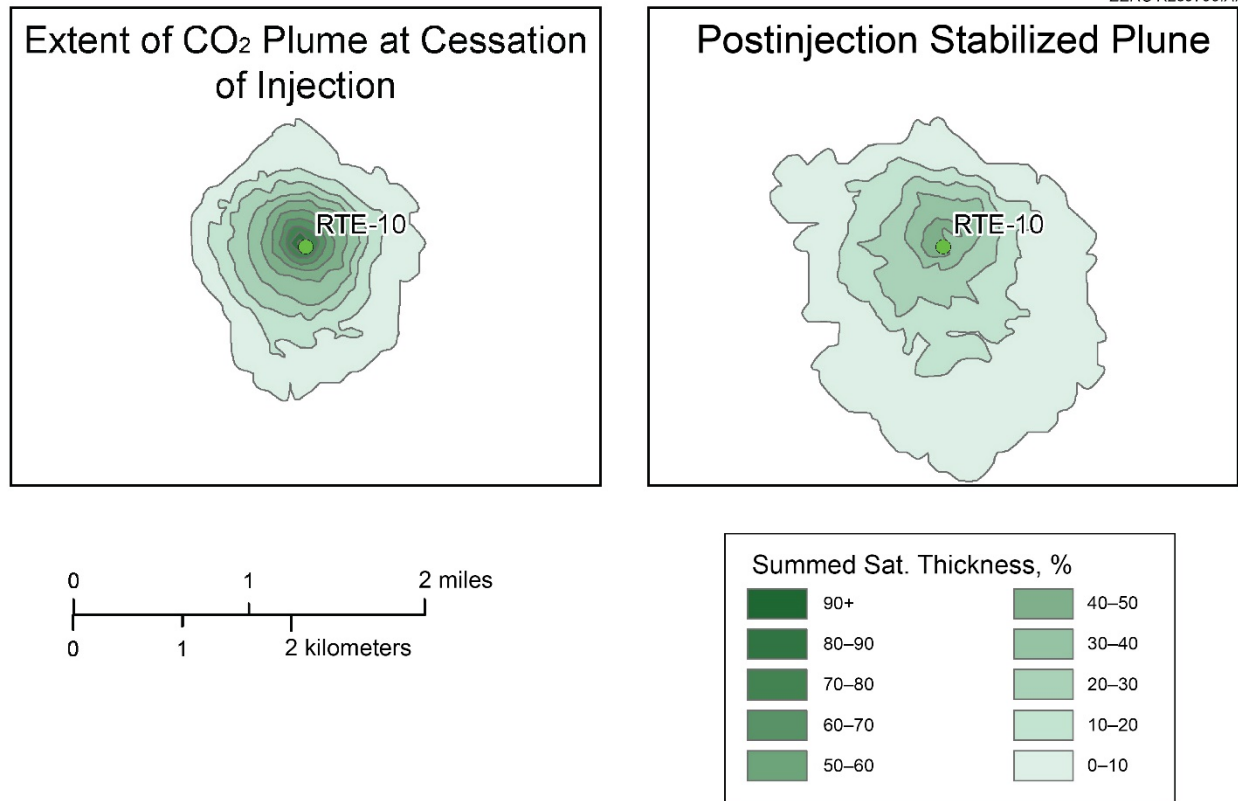 Extent of CO2 Plume at Cessation
of Injection
RTE-10
Postinjection Stabilized Plune
RTE-10
0 1 2 miles
0 1 2 kilometers
Summed Sat. Thickness, %
90+ 40–50
80–90 30–40
70–80 20–30
60–70 10–20
50–60 0–10